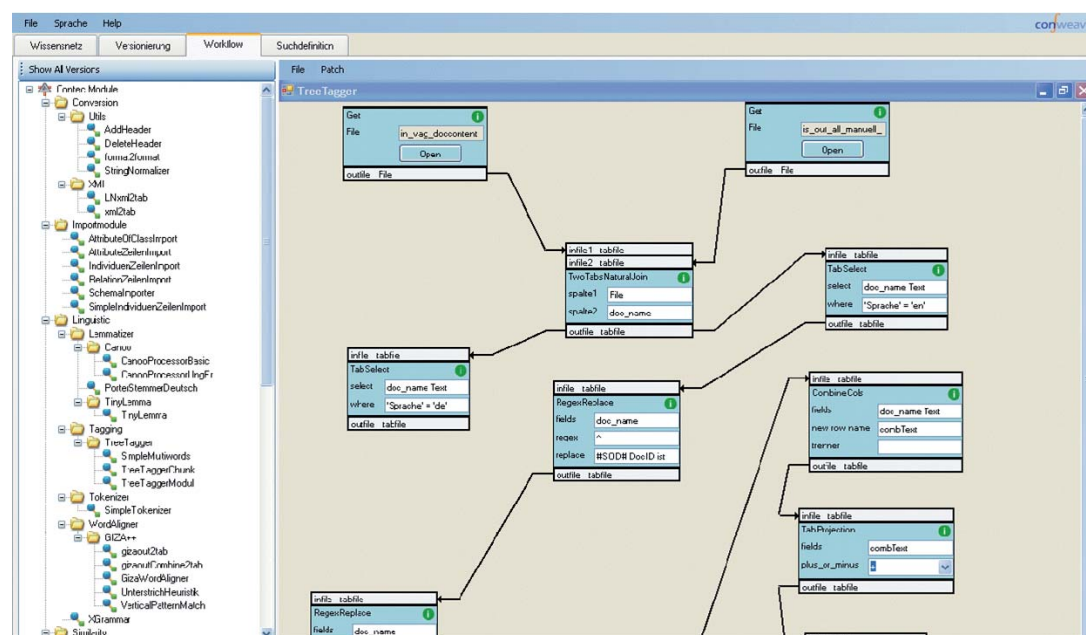 File Sprache Help
conweav
Wissensnetz Versionierung Workflow Suchdefinition
Show All Versions
Contec Module
Conversion
Utils
AddHeader
DeleteHeader
format2format
StringNormalizer
XMl
LNxml2tab
xml2tab
Importmodule
AttributeOfClassImport
AttributeZeilenImport
IndividuenZeilenImport
RelationZeilenImport
SchemaImporter
SimpleIndividuenZeilenImport
Linguistic
Lemmatizer
Canoo
CanooProcessorBasic
PorterStemmerDeutsch
TinyLemma
TinyLemma
Tagging
TreeTagger
SimpleMutiwords
TreeTaggerChunk
TreeTaggerModul
Tokenizer
SimpleTokenizer
WordAligner
GIZA++
gizaout2tab
gizaoutCombine2tab
GizaWordAligner
UnterstrichHeuristik
VerticalPatternMatch
XGrammar
Similarity
File Patch
TreeTagger
Get
File in_vag_doccontent
Open
outfile File
Get
File is_out_all_manuell_
Open
outfile File
infile1 tabfile
infile2 tabfile
TwoTabsNaturalJoin
spalte1 File
spalte2 doc_name
outfile tabfile
infile tabfile
TabSelect
select doc_name Text
where 'Sprache' = 'en'
outfile tabfile
infile tabfile
TabSelect
select doc_name Text
where 'Sprache' = 'de'
outfile tabfile
infile tabfile
RegexReplace
fields doc_name
regex ^
replace #SOD# DocID ist
outfile tabfile
infile tabfile
CombineCols
fields doc_name Text
new row name combText
trenner
outfile tabfile
infile tabfile
TabProjection
fields combText
plus_or_minus +
outfile tabfile
infile tabfile
RegexReplace
fields doc_name